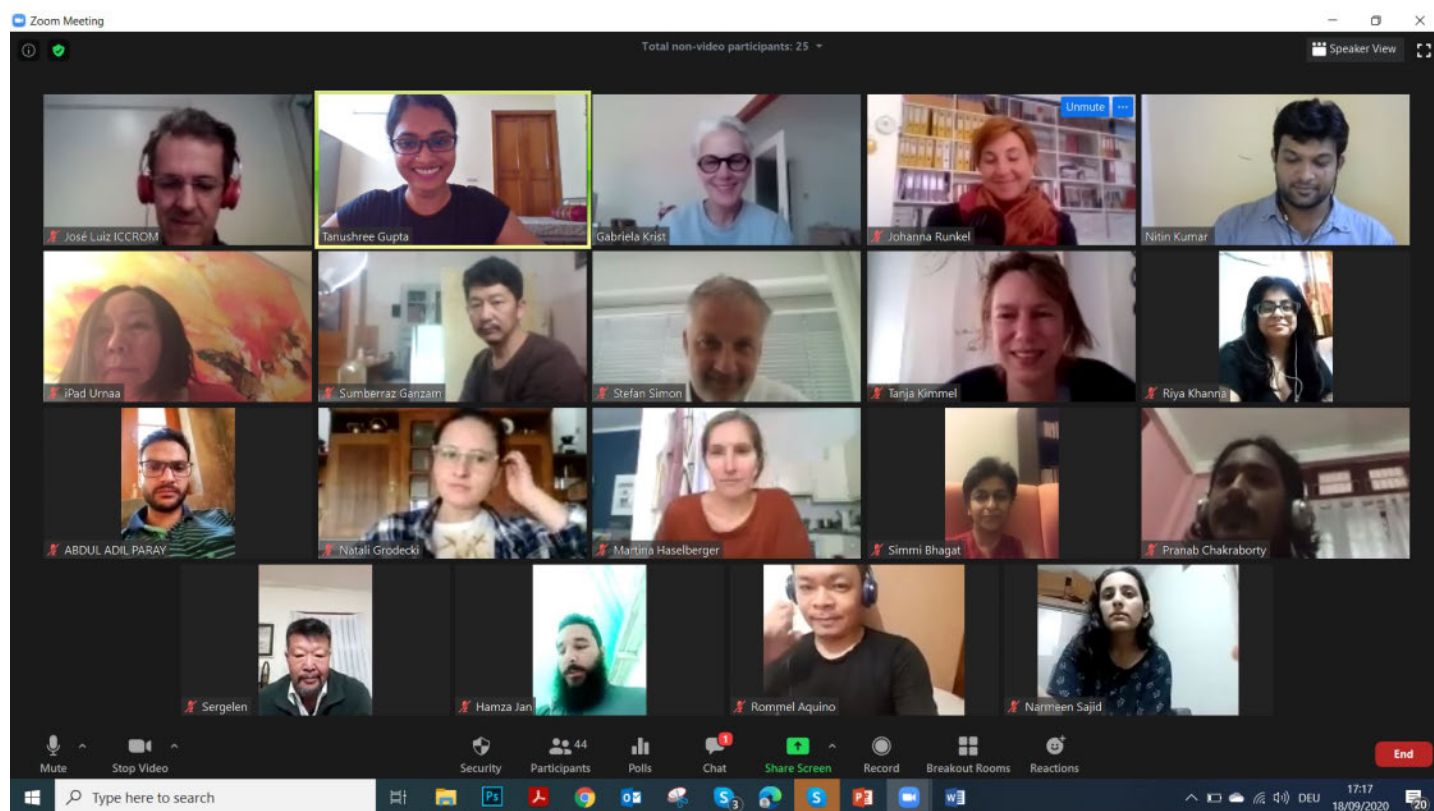 Zoom Meeting
Total non-video participants: 25
Speaker View
Unmute
José Luiz ICCROM
Tanushree Gupta
Gabriela Krist
Johanna Runkel
Nitin Kumar
iPad Urnaa
Sumberraz Ganzam
Stefan Simon
Tanja Kimmel
Riya Khanna
ABDUL ADIL PARAY
Natali Grodecki
Martina Haselberger
Simmi Bhagat
Pranab Chakraborty
Sergelen
Hamza Jan
Rommel Aquino
Narmeen Sajid
44
1
Mute
Stop Video
Security
Participants
Polls
Chat
Share Screen
Record
Breakout Rooms
Reactions
End
Type here to search
Ps
3
DEU
17:17
18/09/2020
20